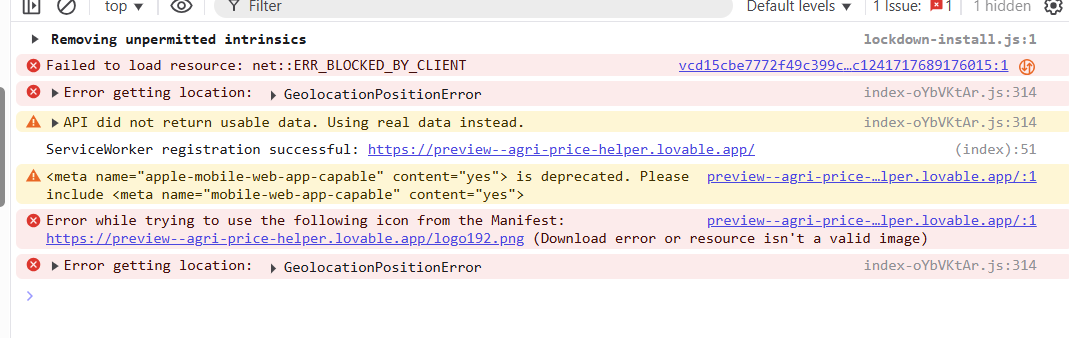 top ▼ Filter Default levels ▼ 1 Issue: 1 1 hidden
Removing unpermitted intrinsics lockdown-install.js:1
Failed to load resource: net::ERR_BLOCKED_BY_CLIENT vcd15cbe7772f49c399c…c1241717689176015:1
Error getting location: GeolocationPositionError index-oYbVKtAr.js:314
API did not return usable data. Using real data instead. index-oYbVKtAr.js:314
ServiceWorker registration successful: https://preview--agri-price-helper.lovable.app/ (index):51
<meta name="apple-mobile-web-app-capable" content="yes"> is deprecated. Please preview--agri-price-…lper.lovable.app/:1
include <meta name="mobile-web-app-capable" content="yes">
Error while trying to use the following icon from the Manifest: preview--agri-price-…lper.lovable.app/:1
https://preview--agri-price-helper.lovable.app/logo192.png (Download error or resource isn't a valid image)
Error getting location: GeolocationPositionError index-oYbVKtAr.js:314